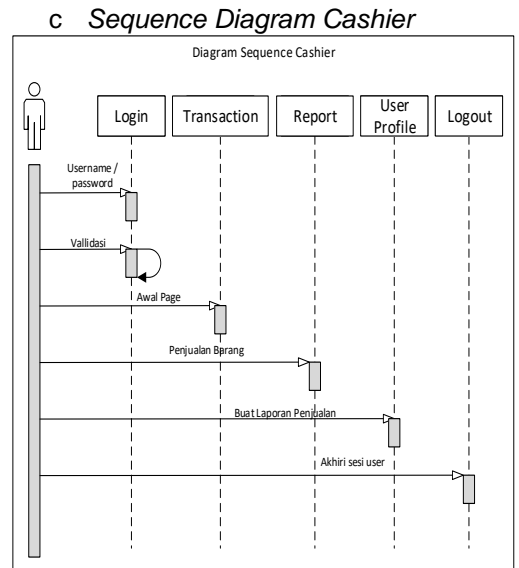 c Sequence Diagram Cashier
Diagram Sequence Cashier
Login
Transaction
Report
User
Profile
Logout
Username /
password
Vallidasi
Awal Page
Penjualan Barang
Buat Laporan Penjualan
Akhiri sesi user